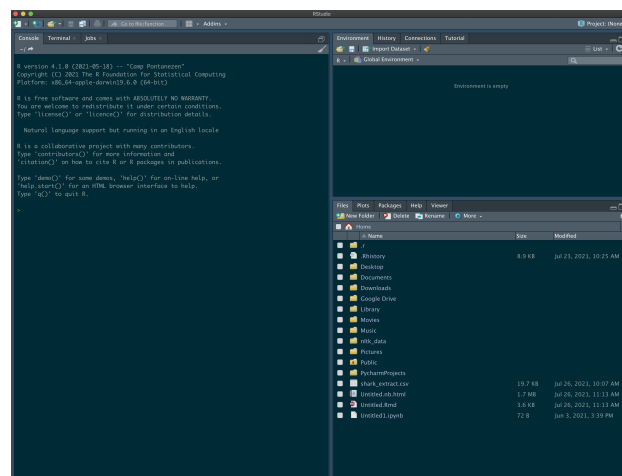 RStudio
Go to file/function
Addins
Project: (None)
Console Terminal Jobs
~/
R version 4.1.0 (2021-05-18) -- "Camp Pontanezen"
Copyright (C) 2021 The R Foundation for Statistical Computing
Platform: x86_64-apple-darwin19.6.0 (64-bit)
R is free software and comes with ABSOLUTELY NO WARRANTY.
You are welcome to redistribute it under certain conditions.
Type 'license()' or 'licence()' for distribution details.
Natural language support but running in an English locale
R is a collaborative project with many contributors.
Type 'contributors()' for more information and
'citation()' on how to cite R or R packages in publications.
Type 'demo()' for some demos, 'help()' for on-line help, or
'help.start()' for an HTML browser interface to help.
Type 'q()' to quit R.
>
Environment History Connections Tutorial
Import Dataset
List
R Global Environment
Environment is empty
Files Plots Packages Help Viewer
New Folder Delete Rename More
Home
Name Size Modified
./
.Rhistory 8.9 KB Jul 23, 2021, 10:25 AM
Desktop
Documents
Downloads
Google Drive
Library
Movies
Music
nltk_data
Pictures
Public
PycharmProjects
shark_extract.csv 19.7 KB Jul 26, 2021, 10:07 AM
Untitled.nb.html 1.7 MB Jul 26, 2021, 11:13 AM
Untitled.Rmd 3.6 KB Jul 26, 2021, 11:13 AM
Untitled1.ipynb 72 B Jun 3, 2021, 3:39 PM